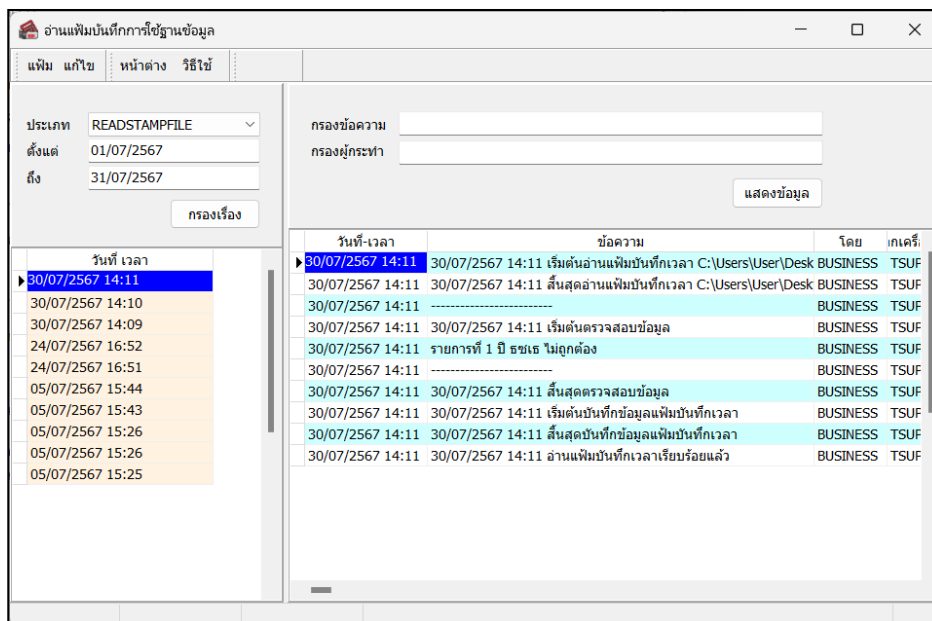 อ่านแฟ้มบันทึกการใช้ฐานข้อมูล
แฟ้ม แก้ไข หน้าต่าง วิธีใช้
ประเภท READSTAMPFILE
ตั้งแต่ 01/07/2567
ถึง 31/07/2567
กรองเรื่อง
วันที่ เวลา
30/07/2567 14:11
30/07/2567 14:10
30/07/2567 14:09
24/07/2567 16:52
24/07/2567 16:51
05/07/2567 15:44
05/07/2567 15:43
05/07/2567 15:26
05/07/2567 15:26
05/07/2567 15:25
กรองข้อความ
กรองผู้กระทำ
แสดงข้อมูล
วันที่-เวลา ข้อความ โดย
30/07/2567 14:11 30/07/2567 14:11 เริ่มต้นอ่านแฟ้มบันทึกเวลา C:\Users\User\Desk BUSINESS TSUP
30/07/2567 14:11 30/07/2567 14:11 สิ้นสุดอ่านแฟ้มบันทึกเวลา C:\Users\User\Desk BUSINESS TSUP
30/07/2567 14:11 ------------------------- BUSINESS TSUP
30/07/2567 14:11 30/07/2567 14:11 เริ่มต้นตรวจสอบข้อมูล BUSINESS TSUP
30/07/2567 14:11 รายการที่ 1 ปี ธซเธ ไม่ถูกต้อง BUSINESS TSUP
30/07/2567 14:11 ------------------------- BUSINESS TSUP
30/07/2567 14:11 30/07/2567 14:11 สิ้นสุดตรวจสอบข้อมูล BUSINESS TSUP
30/07/2567 14:11 30/07/2567 14:11 เริ่มต้นบันทึกข้อมูลแฟ้มบันทึกเวลา BUSINESS TSUP
30/07/2567 14:11 30/07/2567 14:11 สิ้นสุดบันทึกข้อมูลแฟ้มบันทึกเวลา BUSINESS TSUP
30/07/2567 14:11 30/07/2567 14:11 อ่านแฟ้มบันทึกเวลาเรียบร้อยแล้ว BUSINESS TSUP